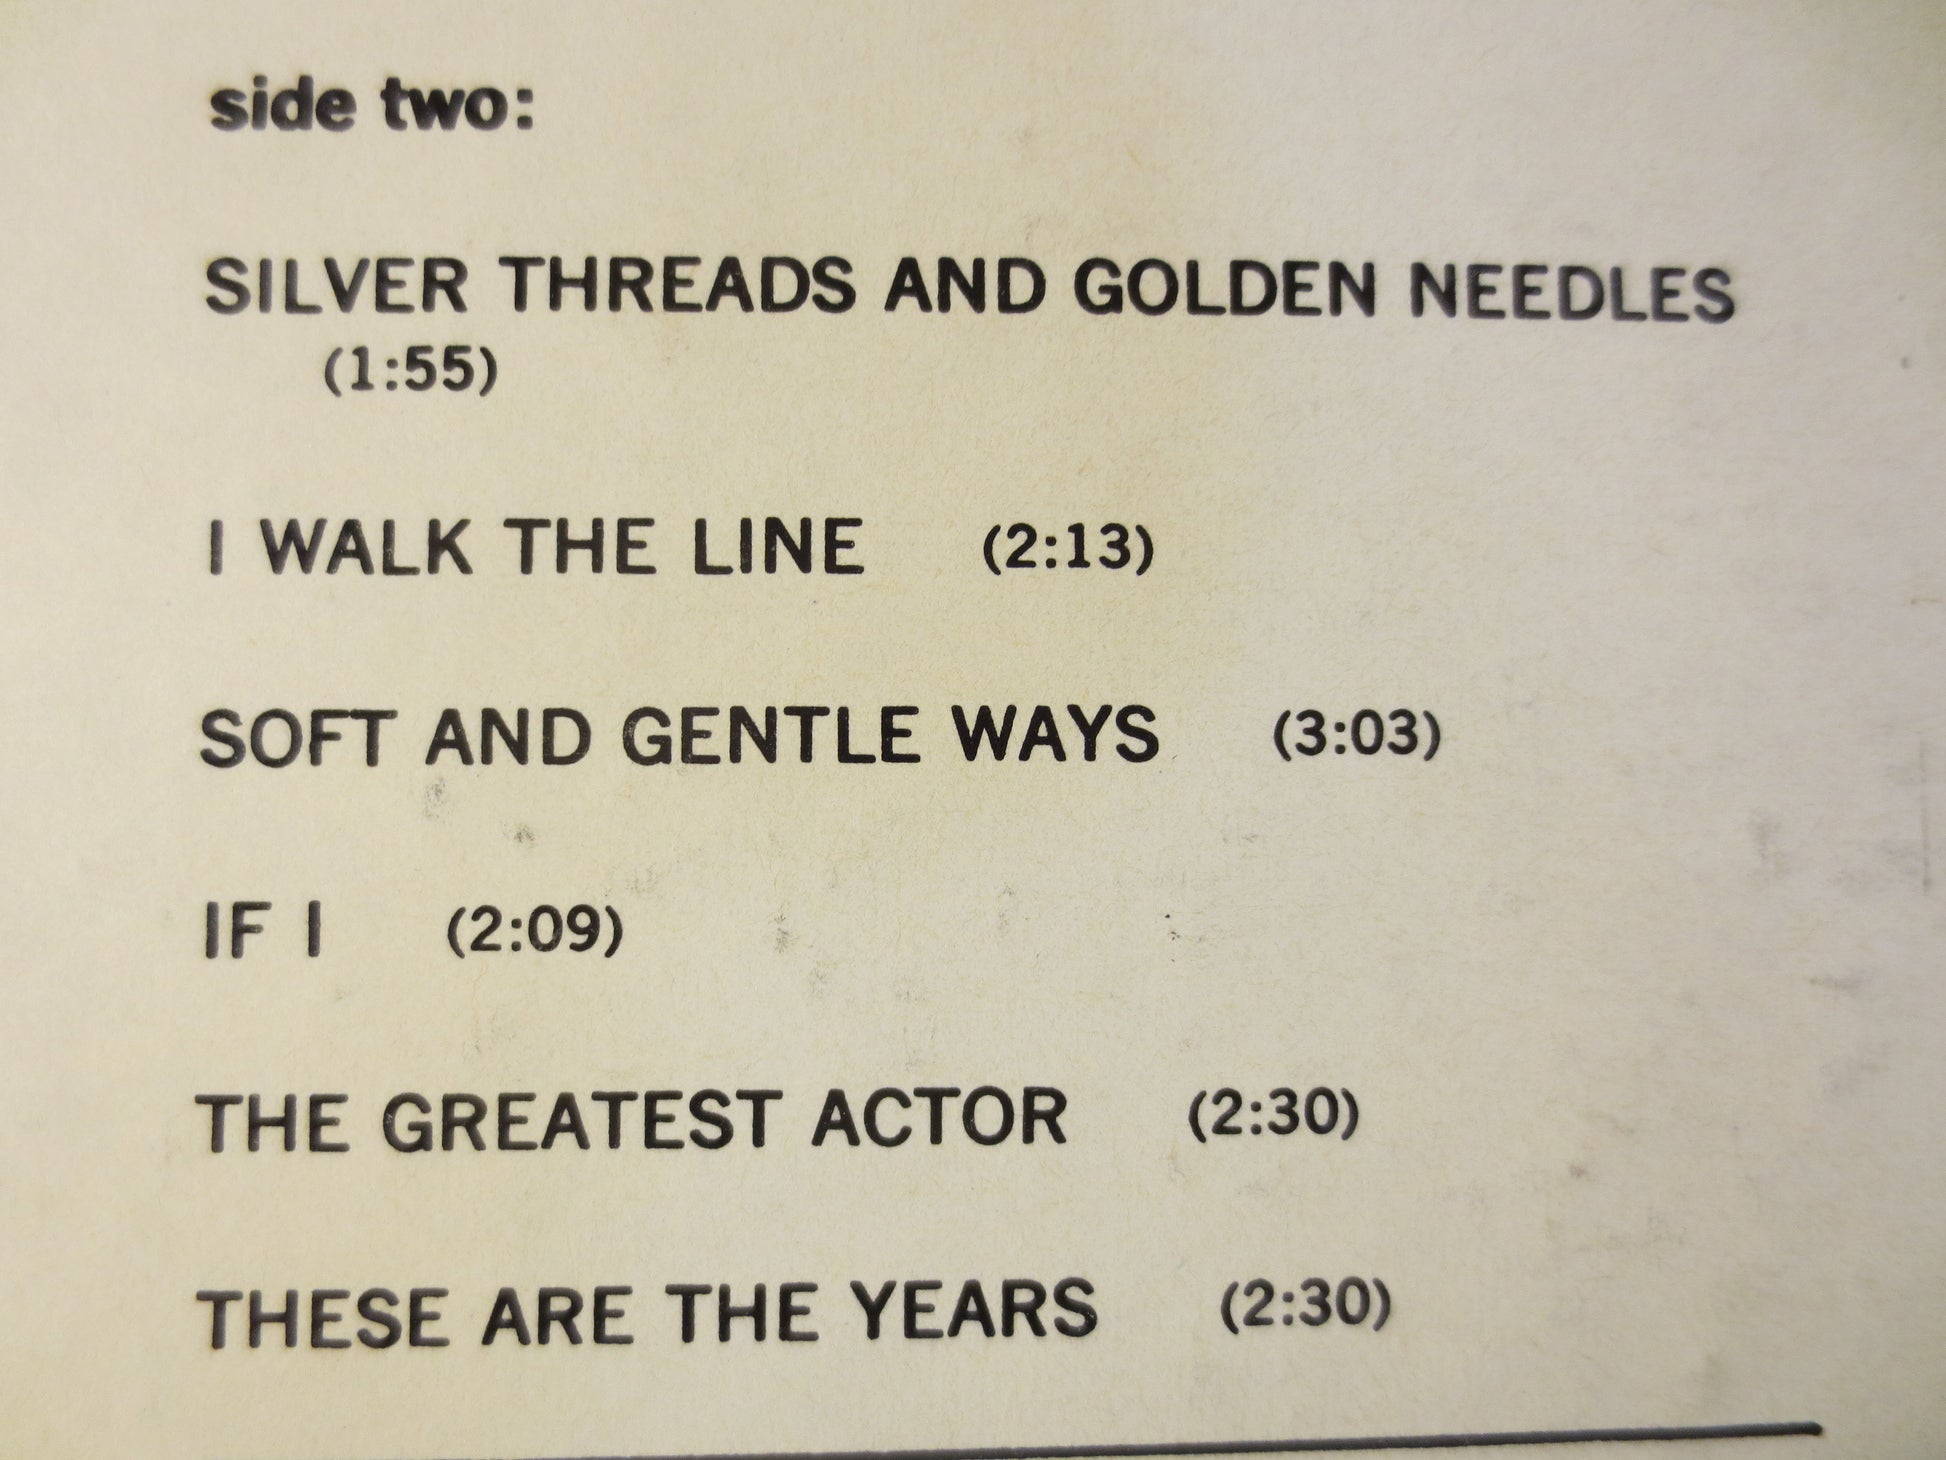 side two:
SILVER THREADS AND GOLDEN NEEDLES
(1:55)
I WALK THE LINE (2:13)
SOFT AND GENTLE WAYS (3:03)
IF I (2:09)
THE GREATEST ACTOR (2:30)
THESE ARE THE YEARS (2:30)